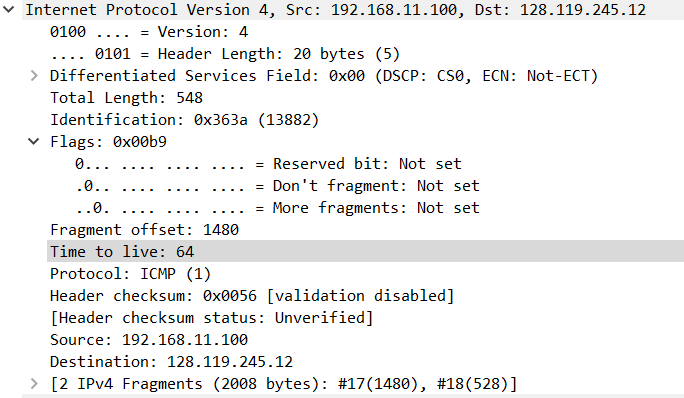 Internet Protocol Version 4, Src: 192.168.11.100, Dst: 128.119.245.12
0100 .... = Version: 4
.... 0101 = Header Length: 20 bytes (5)
Differentiated Services Field: 0x00 (DSCP: CS0, ECN: Not-ECT)
Total Length: 548
Identification: 0x363a (13882)
Flags: 0x00b9
0... .... .... .... = Reserved bit: Not set
.0.. .... .... .... = Don't fragment: Not set
..0. .... .... .... = More fragments: Not set
Fragment offset: 1480
Time to live: 64
Protocol: ICMP (1)
Header checksum: 0x0056 [validation disabled]
[Header checksum status: Unverified]
Source: 192.168.11.100
Destination: 128.119.245.12
[2 IPv4 Fragments (2008 bytes): #17(1480), #18(528)]